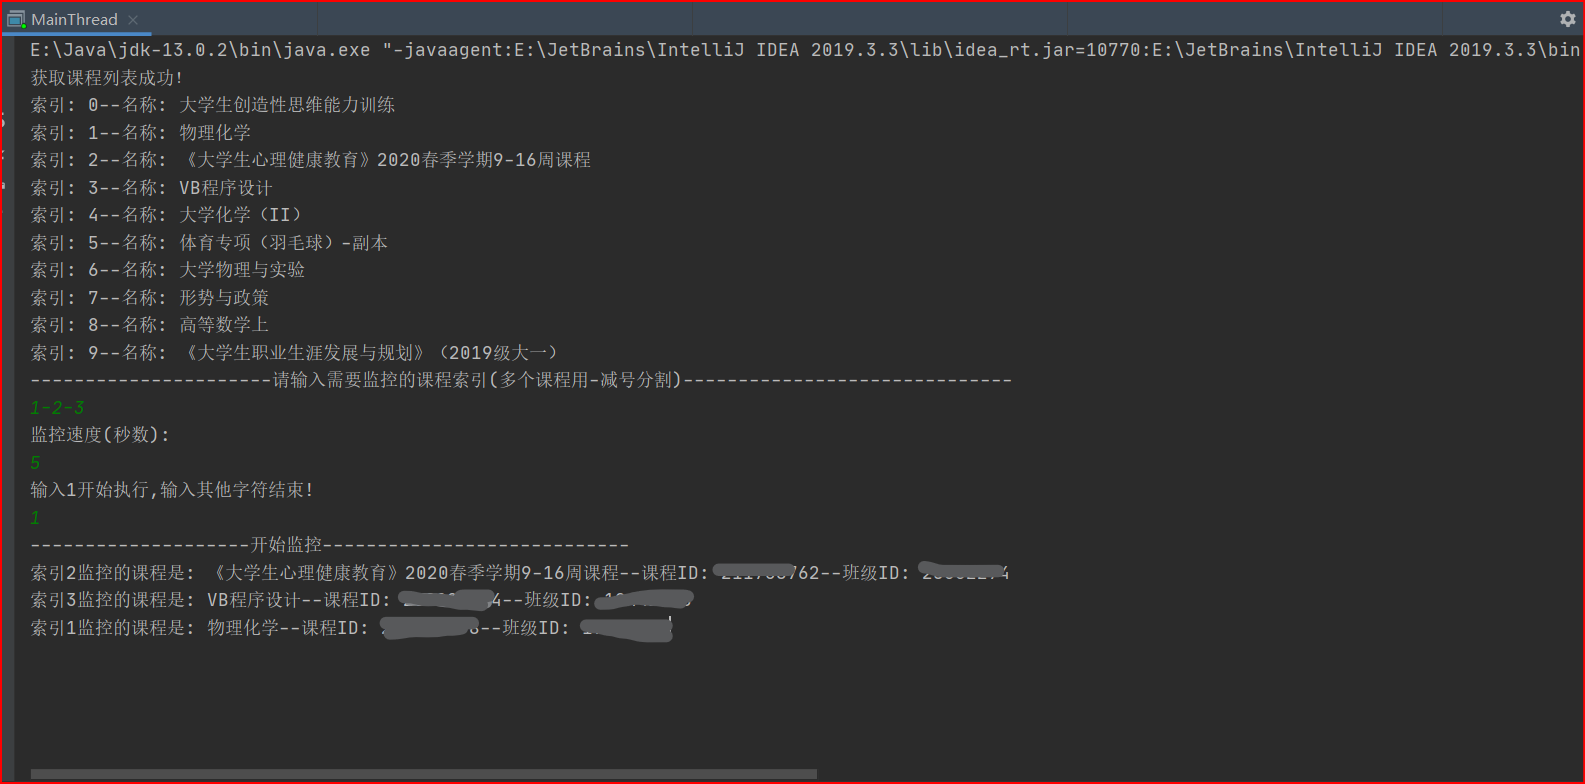 MainThread
E:\Java\jdk-13.0.2\bin\java.exe "-javaagent:E:\JetBrains\IntelliJ IDEA 2019.3.3\lib\idea_rt.jar=10770:E:\JetBrains\IntelliJ IDEA 2019.3.3\bin
获取课程列表成功!
索引: 0--名称: 大学生创造性思维能力训练
索引: 1--名称: 物理化学
索引: 2--名称: 《大学生心理健康教育》2020春季学期9-16周课程
索引: 3--名称: VB程序设计
索引: 4--名称: 大学化学（II）
索引: 5--名称: 体育专项（羽毛球）-副本
索引: 6--名称: 大学物理与实验
索引: 7--名称: 形势与政策
索引: 8--名称: 高等数学上
索引: 9--名称: 《大学生职业生涯发展与规划》（2019级大一）
----------------------请输入需要监控的课程索引(多个课程用-减号分割)------------------------------
1-2-3
监控速度(秒数):
5
输入1开始执行,输入其他字符结束!
1
--------------------开始监控----------------------------
索引2监控的课程是: 《大学生心理健康教育》2020春季学期9-16周课程--课程ID: 762--班级ID:
索引3监控的课程是: VB程序设计--课程ID: 4--班级ID:
索引1监控的课程是: 物理化学--课程ID: --班级ID: